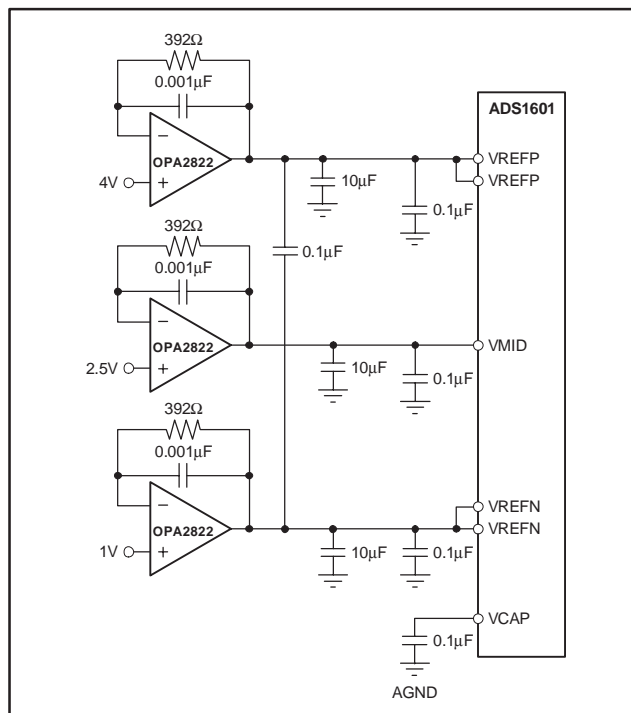 392Ω
0.001μF
ADS1601
OPA2822
4V
VREFP
VREFP
10μF
0.1μF
0.1μF
392Ω
0.001μF
OPA2822
2.5V
VMID
10μF
0.1μF
392Ω
0.001μF
OPA2822
1V
VREFN
VREFN
10μF
0.1μF
VCAP
0.1μF
AGND